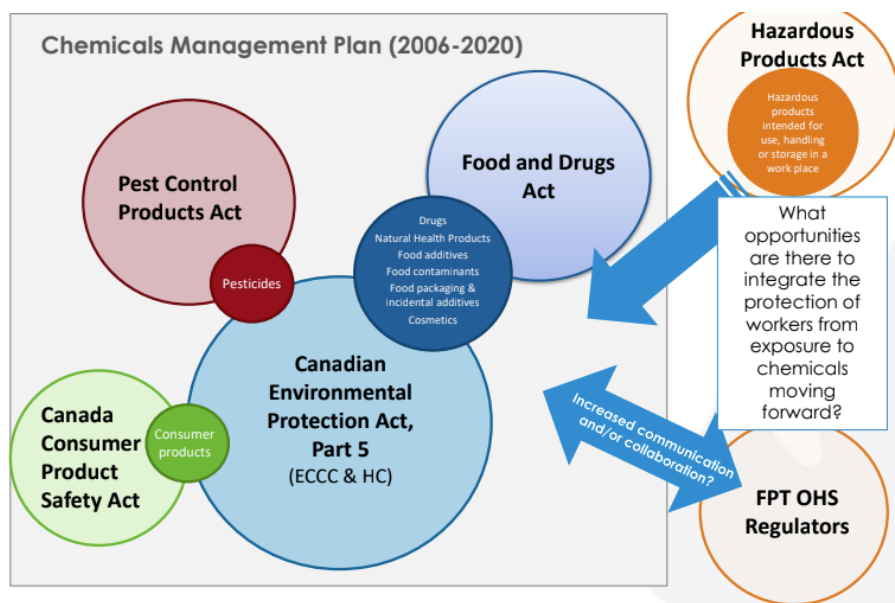 Chemicals Management Plan (2006-2020)
Pest Control
Products Act
Pesticides
Food and Drugs
Act
Drugs
Natural Health Products
Food additives
Food contaminants
Food packaging &
incidental additives
Cosmetics
Canadian
Environmental
Protection Act,
Part 5
(ECCC & HC)
Canada
Consumer
Product
Safety Act
Consumer
products
Hazardous
Products Act
Hazardous
products
intended for
use, handling
or storage in a
work place
What
opportunities
are there to
integrate the
protection of
workers from
exposure to
chemicals
moving
forward?
Increased communication
and/or collaboration?
FPT OHS
Regulators